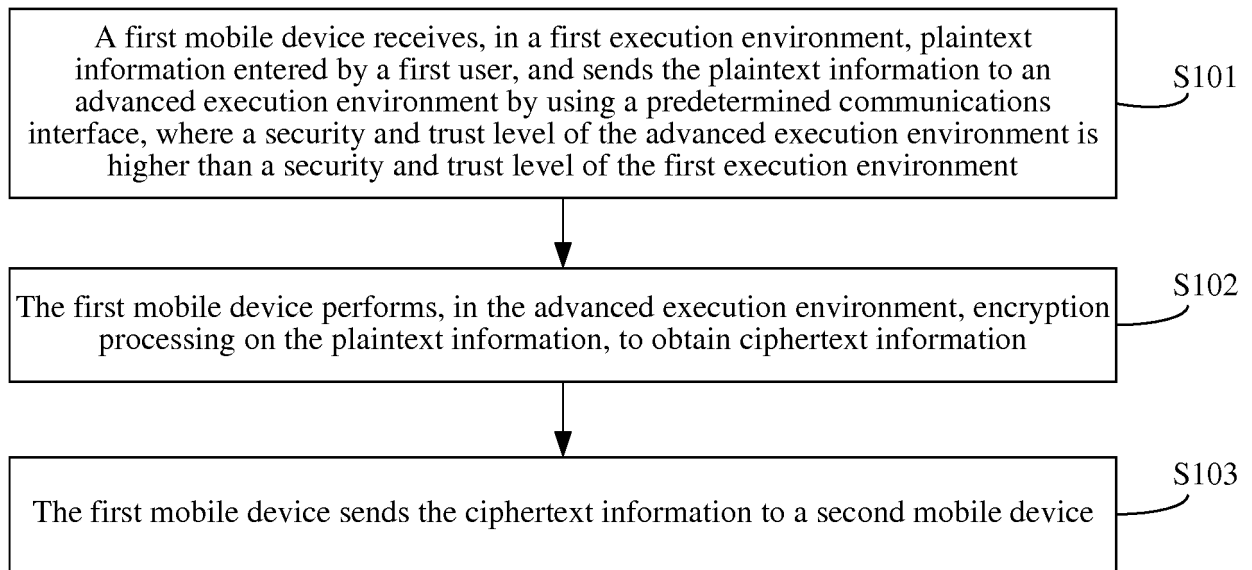 A first mobile device receives, in a first execution environment, plaintext
information entered by a first user, and sends the plaintext information to an
advanced execution environment by using a predetermined communications
interface, where a security and trust level of the advanced execution environment is
higher than a security and trust level of the first execution environment
S101
The first mobile device performs, in the advanced execution environment, encryption
processing on the plaintext information, to obtain ciphertext information
S102
The first mobile device sends the ciphertext information to a second mobile device
S103